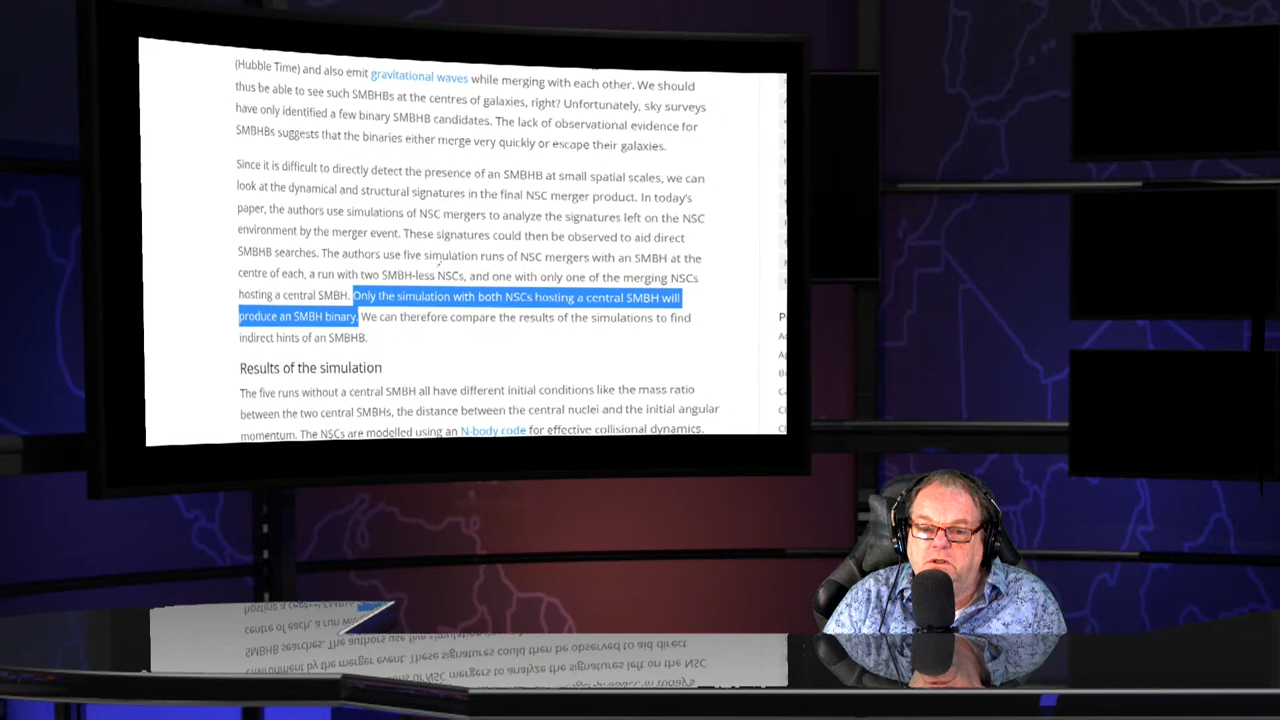 (Hubble Time) and also emit gravitational waves while merging with each other. We should
thus be able to see such SMBHBs at the centres of galaxies, right? Unfortunately, sky surveys
have only identified a few binary SMBHB candidates. The lack of observational evidence for
SMBHBs suggests that the binaries either merge very quickly or escape their galaxies.
Since it is difficult to directly detect the presence of an SMBHB at small spatial scales, we can
look at the dynamical and structural signatures in the final NSC merger product. In today's
paper, the authors use simulations of NSC mergers to analyze the signatures left on the NSC
environment by the merger event. These signatures could then be observed to aid direct
SMBHB searches. The authors use five simulation runs of NSC mergers with an SMBH at the
centre of each, a run with two SMBH-less NSCs, and one with only one of the merging NSCs
hosting a central SMBH. Only the simulation with both NSCs hosting a central SMBH will
produce an SMBH binary. We can therefore compare the results of the simulations to find
indirect hints of an SMBHB.
Results of the simulation
The five runs without a central SMBH all have different initial conditions like the mass ratio
between the two central SMBHs, the distance between the central nuclei and the initial angular
momentum. The NSCs are modelled using an N-body code for effective collisional dynamics.